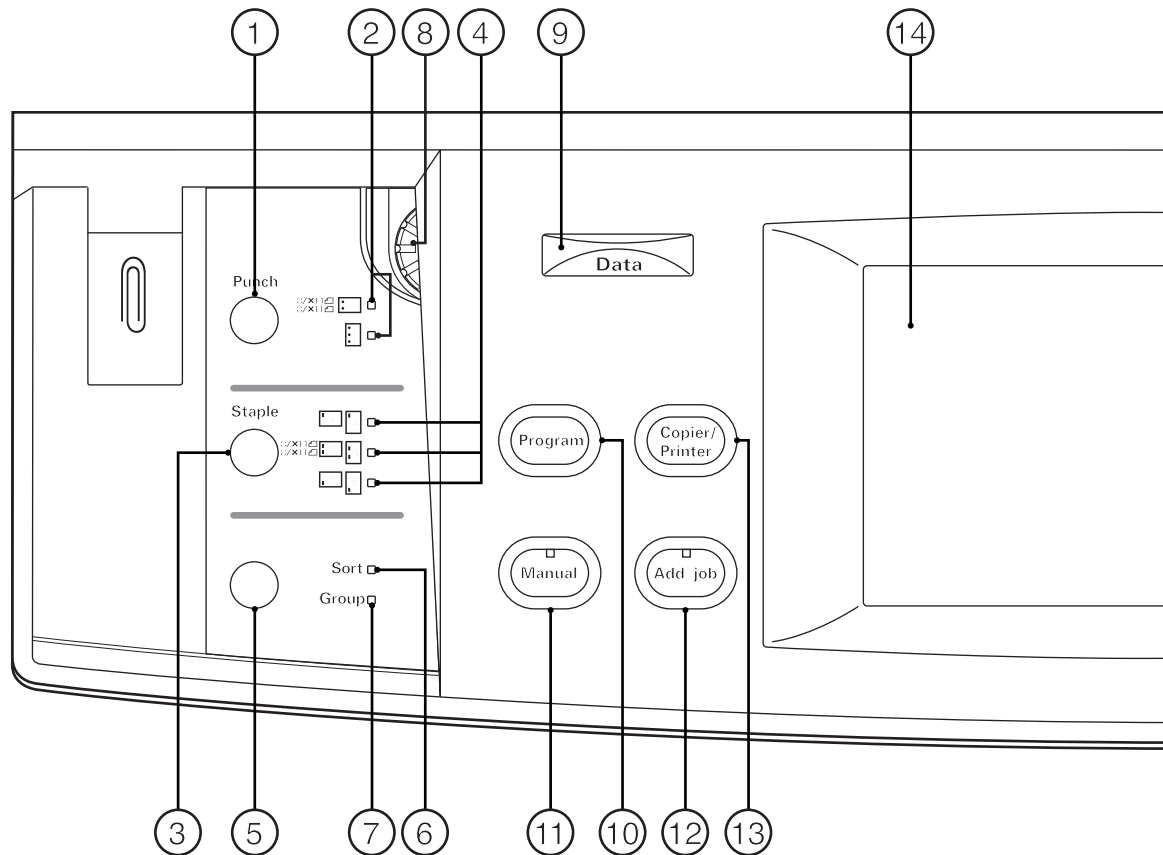 1 2 8 4 9 14
Data
Punch
Staple
Program
Copier/
Printer
Sort
Manual
Add job
Group
3 5 7 6 11 10 12 13